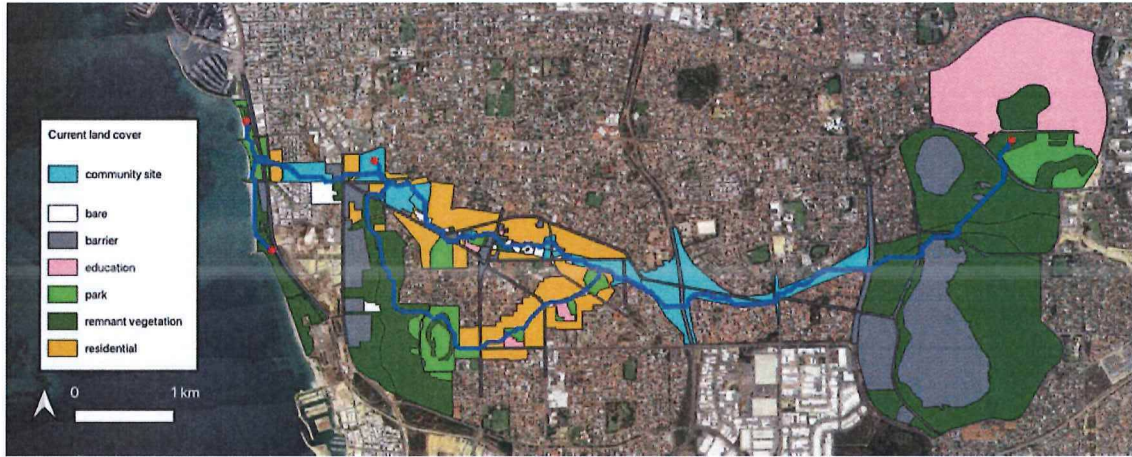 Current land cover
community site
bare
barrier
education
park
remnant vegetation
residential
0 1 km